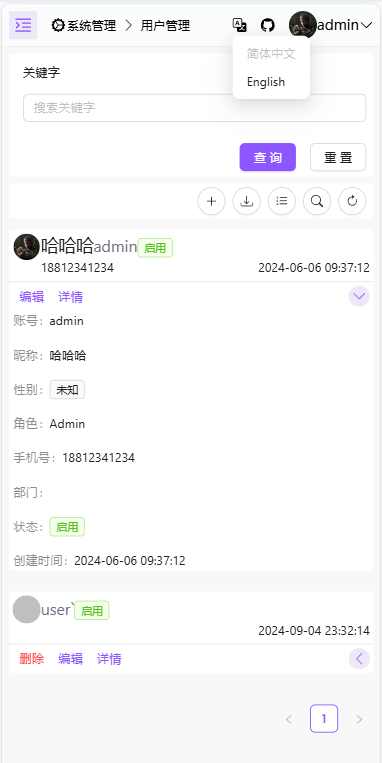 系统管理 > 用户管理 admin
简体中文
English
关键字
搜索关键字
查 询 重 置
哈哈哈admin 启用
18812341234 2024-06-06 09:37:12
编辑 详情
账号: admin
昵称: 哈哈哈
性别: 未知
角色: Admin
手机号: 18812341234
部门:
状态: 启用
创建时间: 2024-06-06 09:37:12
user` 启用
2024-09-04 23:32:14
删除 编辑 详情
< 1 >